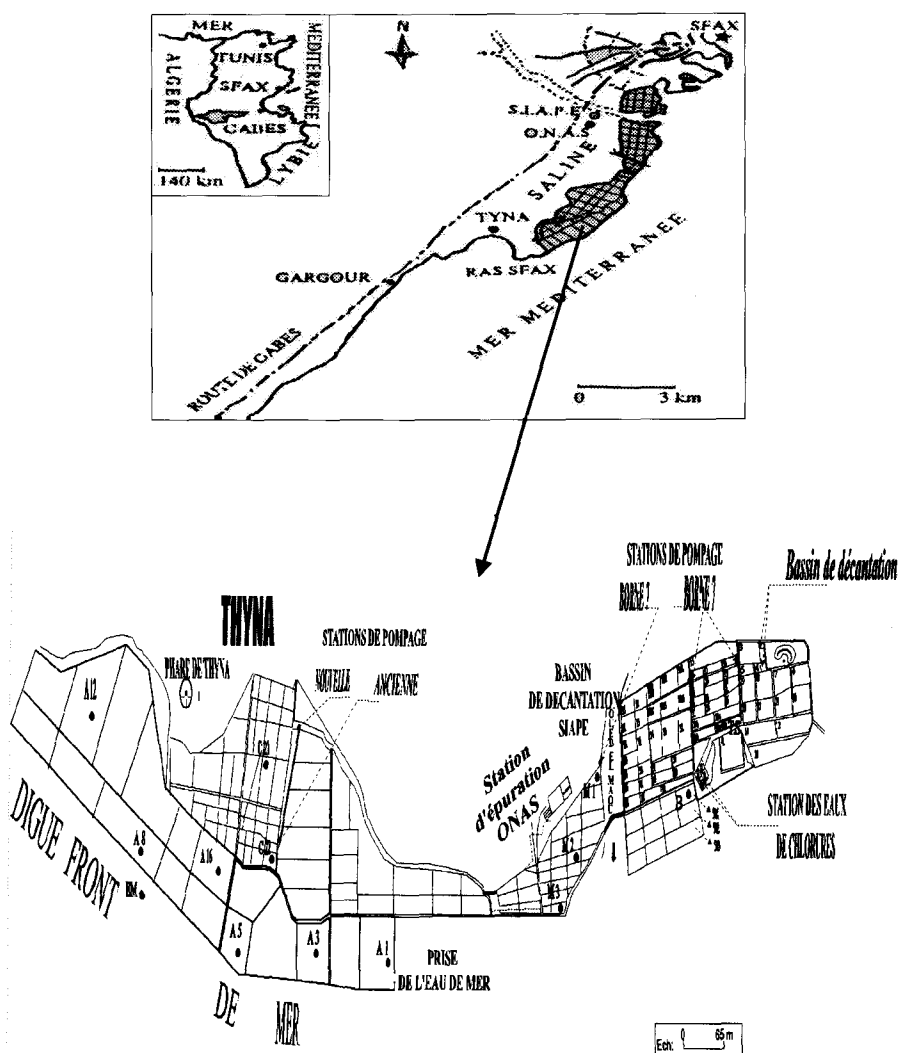 MER
TUNIS
SFAX
GABES
ALGERIE
MEDITERRANEE
LYBIE
140 km
N
SFAX
S.I.A.P.E
O.N.A.S
SALINE
TYNA
RAS SFAX
GARGOUR
MER MEDITERRANEE
ROUTE DE GABES
0 3 km
STATIONS DE POMPAGE
BORNE 2 BORNE 1
Bassin de décantation
THYNA
PHARE DE THYNA
STATIONS DE POMPAGE
NOUVELLE
ANCIENNE
BASSIN
DE DECANTATION
SIAPE
Station
d'épuration
ONAS
STATION DES EAUX
DE CHLORURES
A12
A8
A16
BM
A5
A3
A1
M1
M2
M3
DIGUE FRONT
DE MER
PRISE
DE L'EAU DE MER
Ech: 0 65 m